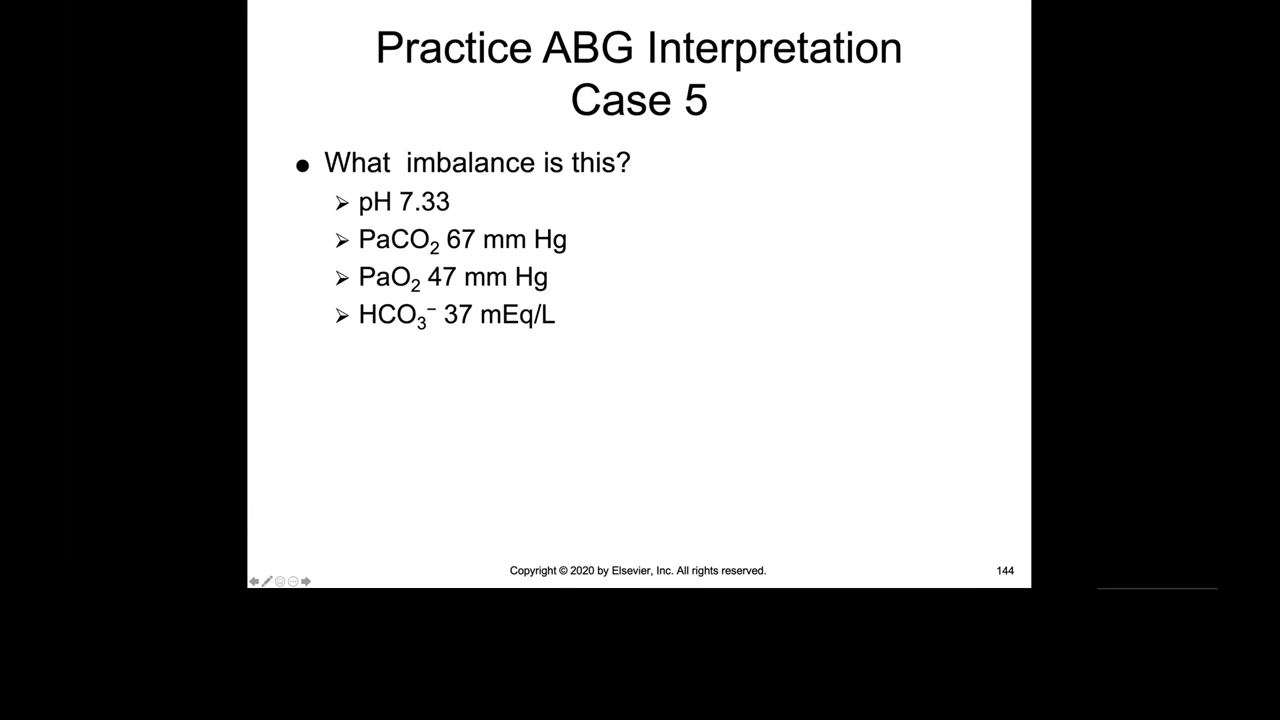 Practice ABG Interpretation
Case 5
● What  imbalance is this?
➢ pH 7.33
➢ PaCO₂ 67 mm Hg
➢ PaO₂ 47 mm Hg
➢ HCO₃⁻ 37 mEq/L
Copyright © 2020 by Elsevier, Inc. All rights reserved.
144